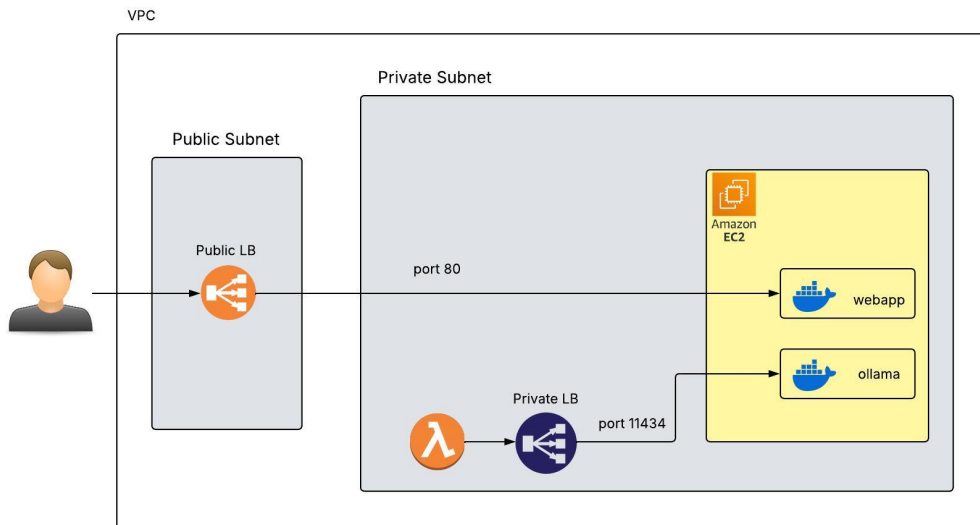 VPC
Private Subnet
Public Subnet
Amazon
EC2
Public LB
port 80
webapp
ollama
Private LB
port 11434
λ